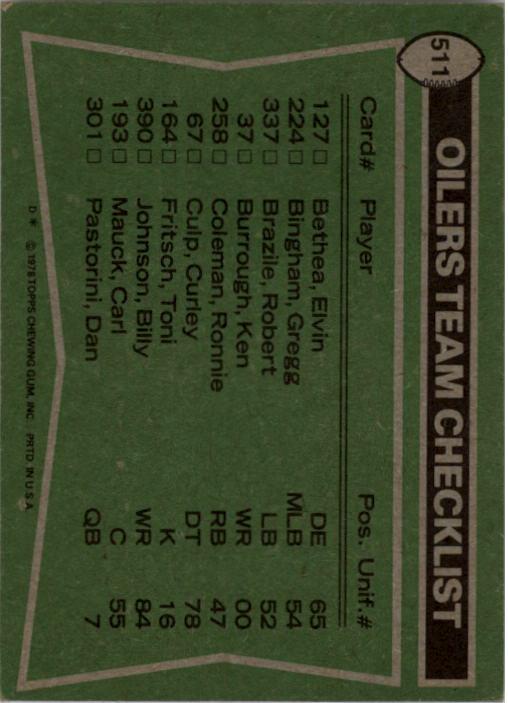 511
OILERS TEAM CHECKLIST
Card# Player Pos. Unif.#
127 □ Bethea, Elvin DE 65
224 □ Bingham, Gregg MLB 54
337 □ Brazile, Robert LB 52
37 □ Burrough, Ken WR 00
258 □ Coleman, Ronnie RB 47
67 □ Culp, Curley DT 78
164 □ Fritsch, Toni K 16
390 □ Johnson, Billy WR 84
193 □ Mauck, Carl C 55
301 □ Pastorini, Dan QB 7
D * © 1978 TOPPS CHEWING GUM, INC. PRTD. IN U.S.A.